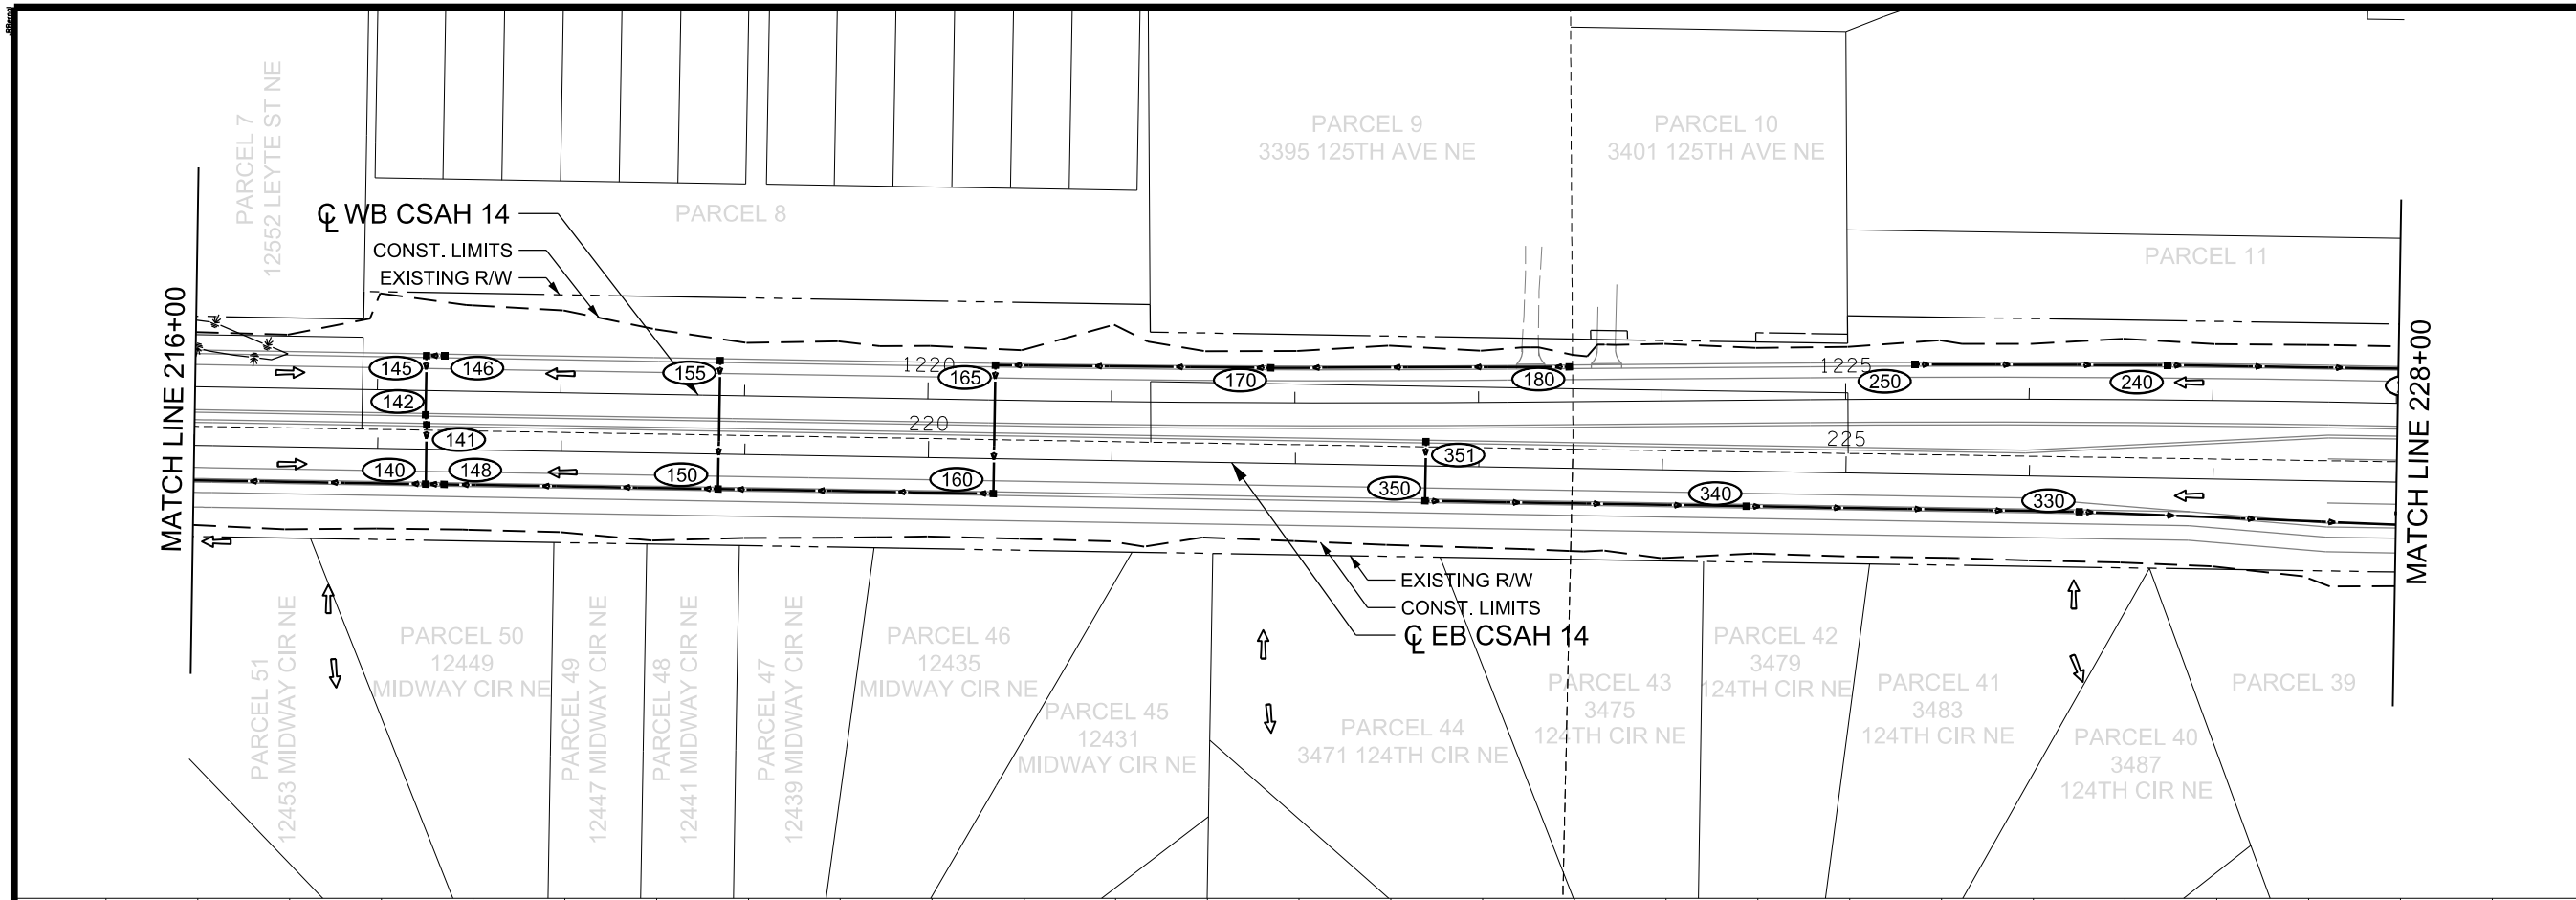 PARCEL 7
12552 LEYTE ST NE
PARCEL 8
PARCEL 9
3395 125TH AVE NE
PARCEL 10
3401 125TH AVE NE
PARCEL 11
℄ WB CSAH 14
CONST. LIMITS
EXISTING R/W
MATCH LINE 216+00
MATCH LINE 228+00
145
146
155
1220
165
170
180
1225
250
240
142
141
220
225
351
140
148
150
160
350
340
330
EXISTING R/W
CONST. LIMITS
℄ EB CSAH 14
PARCEL 51
12453 MIDWAY CIR NE
PARCEL 50
12449
MIDWAY CIR NE
PARCEL 49
12447 MIDWAY CIR NE
PARCEL 48
12441 MIDWAY CIR NE
PARCEL 47
12439 MIDWAY CIR NE
PARCEL 46
12435
MIDWAY CIR NE
PARCEL 45
12431
MIDWAY CIR NE
PARCEL 44
3471 124TH CIR NE
PARCEL 43
3475
124TH CIR NE
PARCEL 42
3479
124TH CIR NE
PARCEL 41
3483
124TH CIR NE
PARCEL 40
3487
124TH CIR NE
PARCEL 39